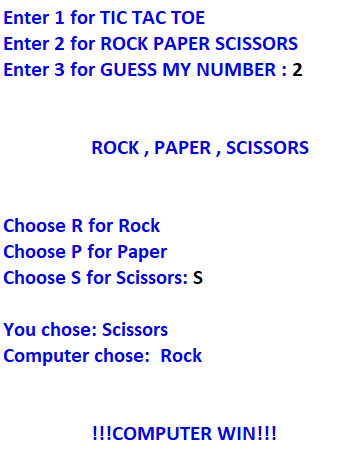 Enter 1 for TIC TAC TOE
Enter 2 for ROCK PAPER SCISSORS
Enter 3 for GUESS MY NUMBER : 2
ROCK , PAPER , SCISSORS
Choose R for Rock
Choose P for Paper
Choose S for Scissors: S
You chose: Scissors
Computer chose:  Rock
!!!COMPUTER WIN!!!